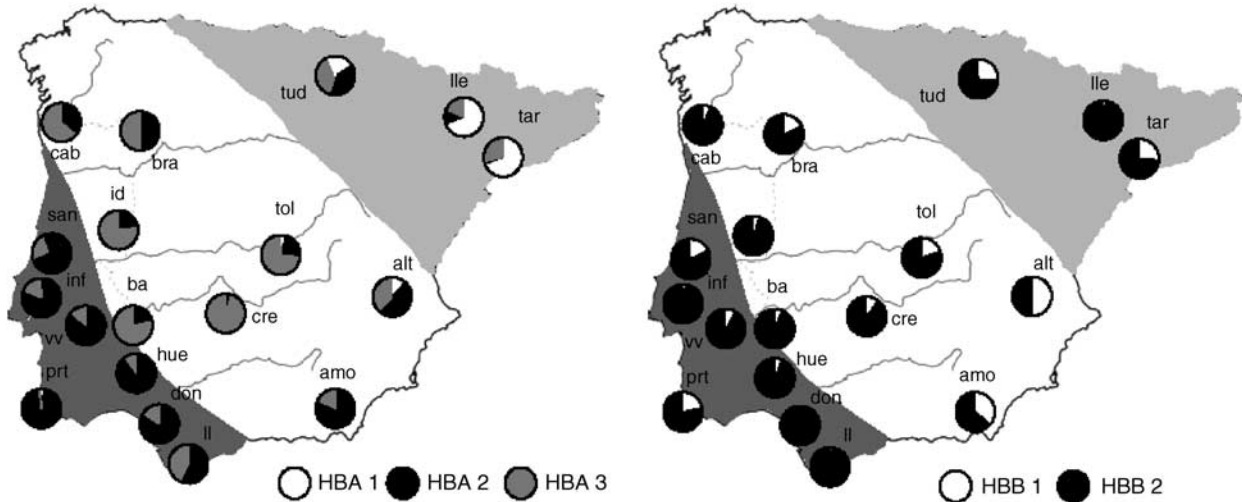 tud
lle
tar
cab
bra
id
san
tol
inf
ba
alt
cre
vv
hue
prt
don
amo
ll
HBA 1
HBA 2
HBA 3
tud
lle
tar
cab
bra
san
tol
inf
ba
alt
cre
vv
hue
prt
don
amo
ll
HBB 1
HBB 2